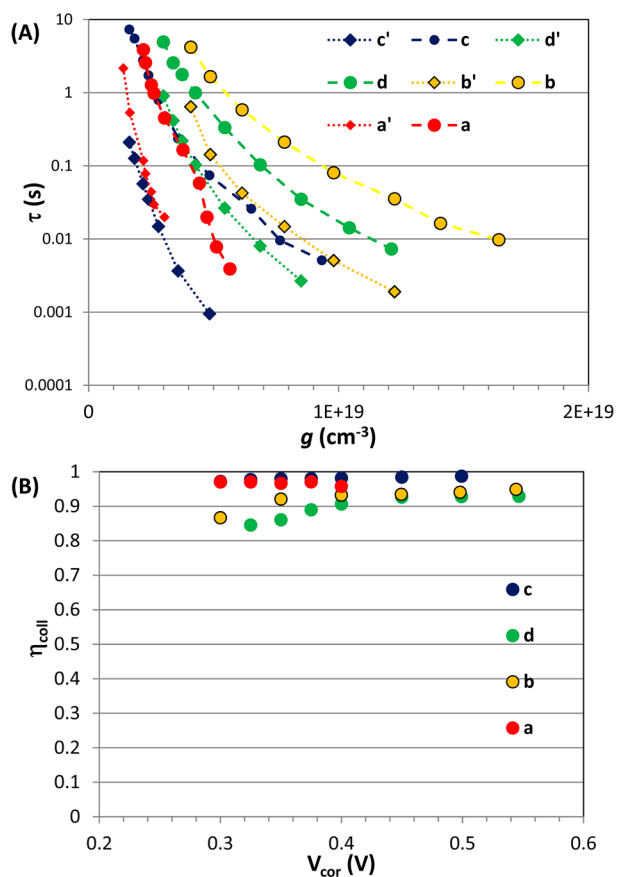 (A)
10
1
0.1
0.01
0.001
0.0001
τ (s)
c' c d'
d b' b
a' a
0 1E+19 2E+19
g (cm⁻³)
(B)
1
0.9
0.8
0.7
0.6
0.5
0.4
0.3
0.2
0.1
0
ηcoll
c
d
b
a
0.2 0.3 0.4 0.5 0.6
Vcor (V)